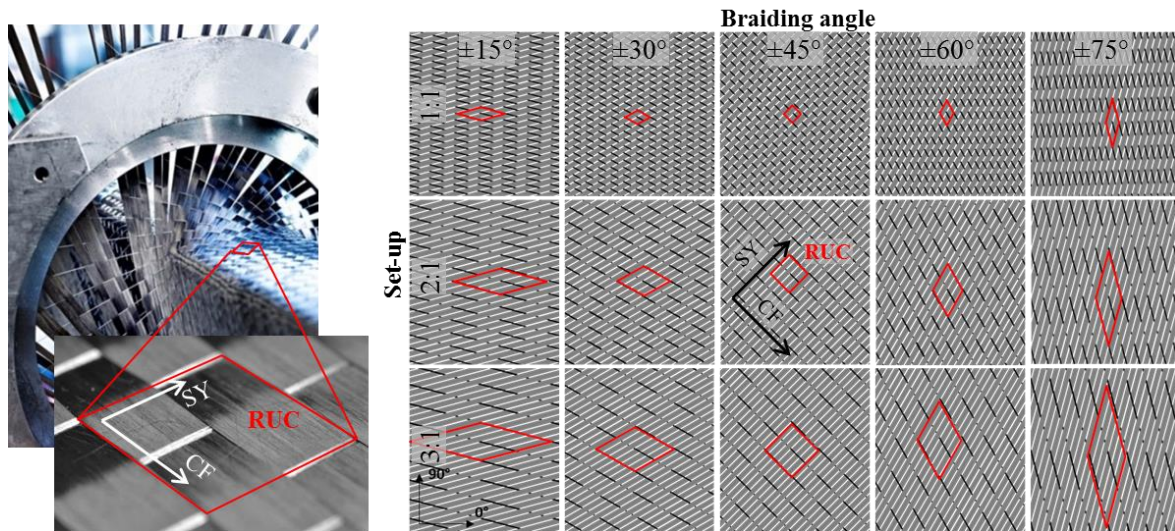 Braiding angle
±15°
±30°
±45°
±60°
±75°
Set-up
1:1
2:1
3:1
SY
RUC
CF
90°
0°
SY
RUC
CF